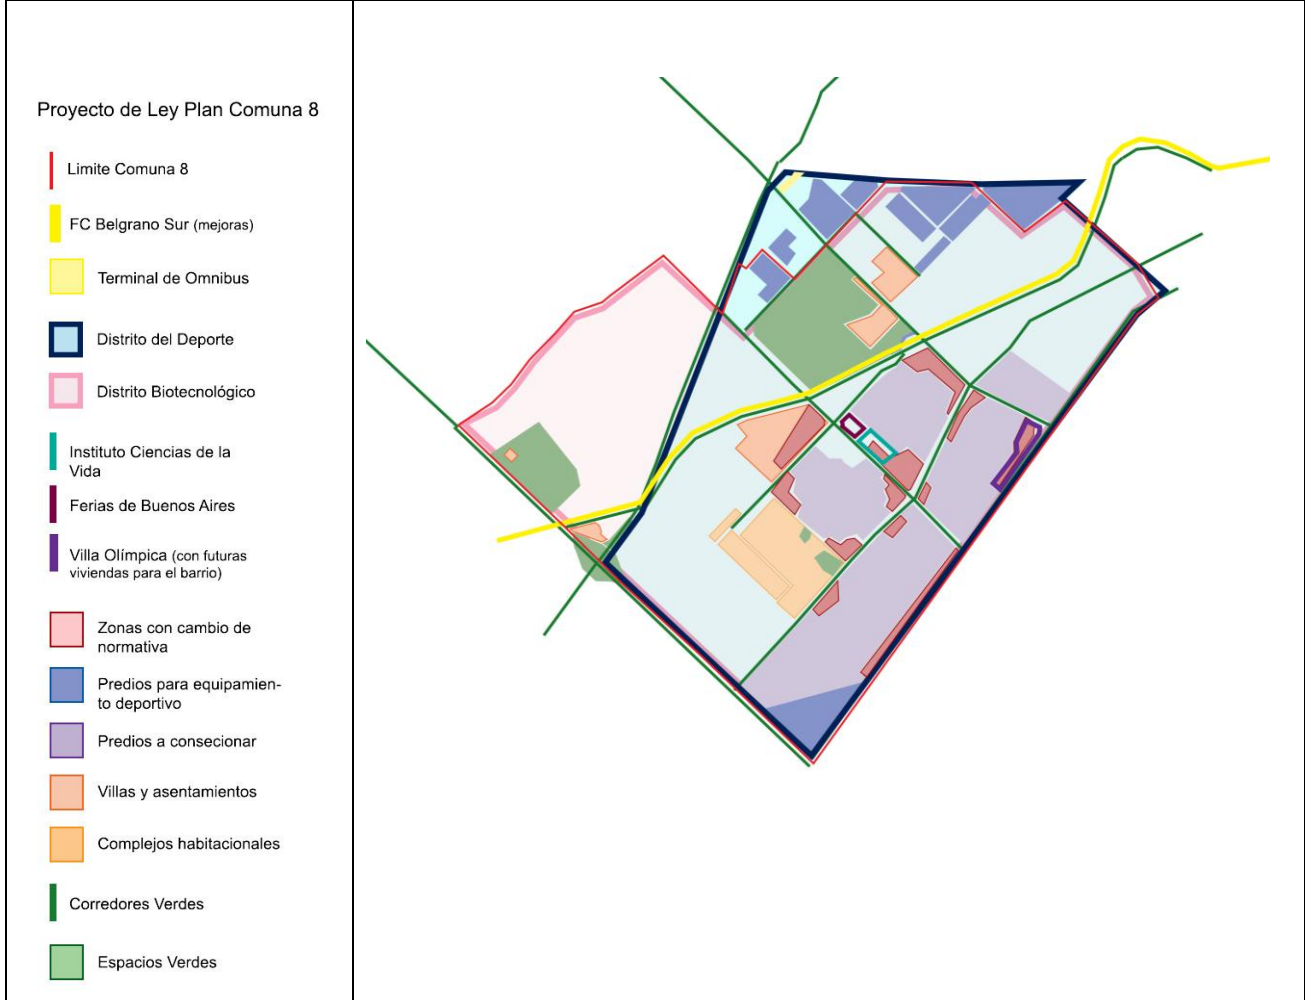 Proyecto de Ley Plan Comuna 8
Limite Comuna 8
FC Belgrano Sur (mejoras)
Terminal de Omnibus
Distrito del Deporte
Distrito Biotecnológico
Instituto Ciencias de la
Vida
Ferias de Buenos Aires
Villa Olímpica (con futuras
viviendas para el barrio)
Zonas con cambio de
normativa
Predios para equipamien-
to deportivo
Predios a consecionar
Villas y asentamientos
Complejos habitacionales
Corredores Verdes
Espacios Verdes